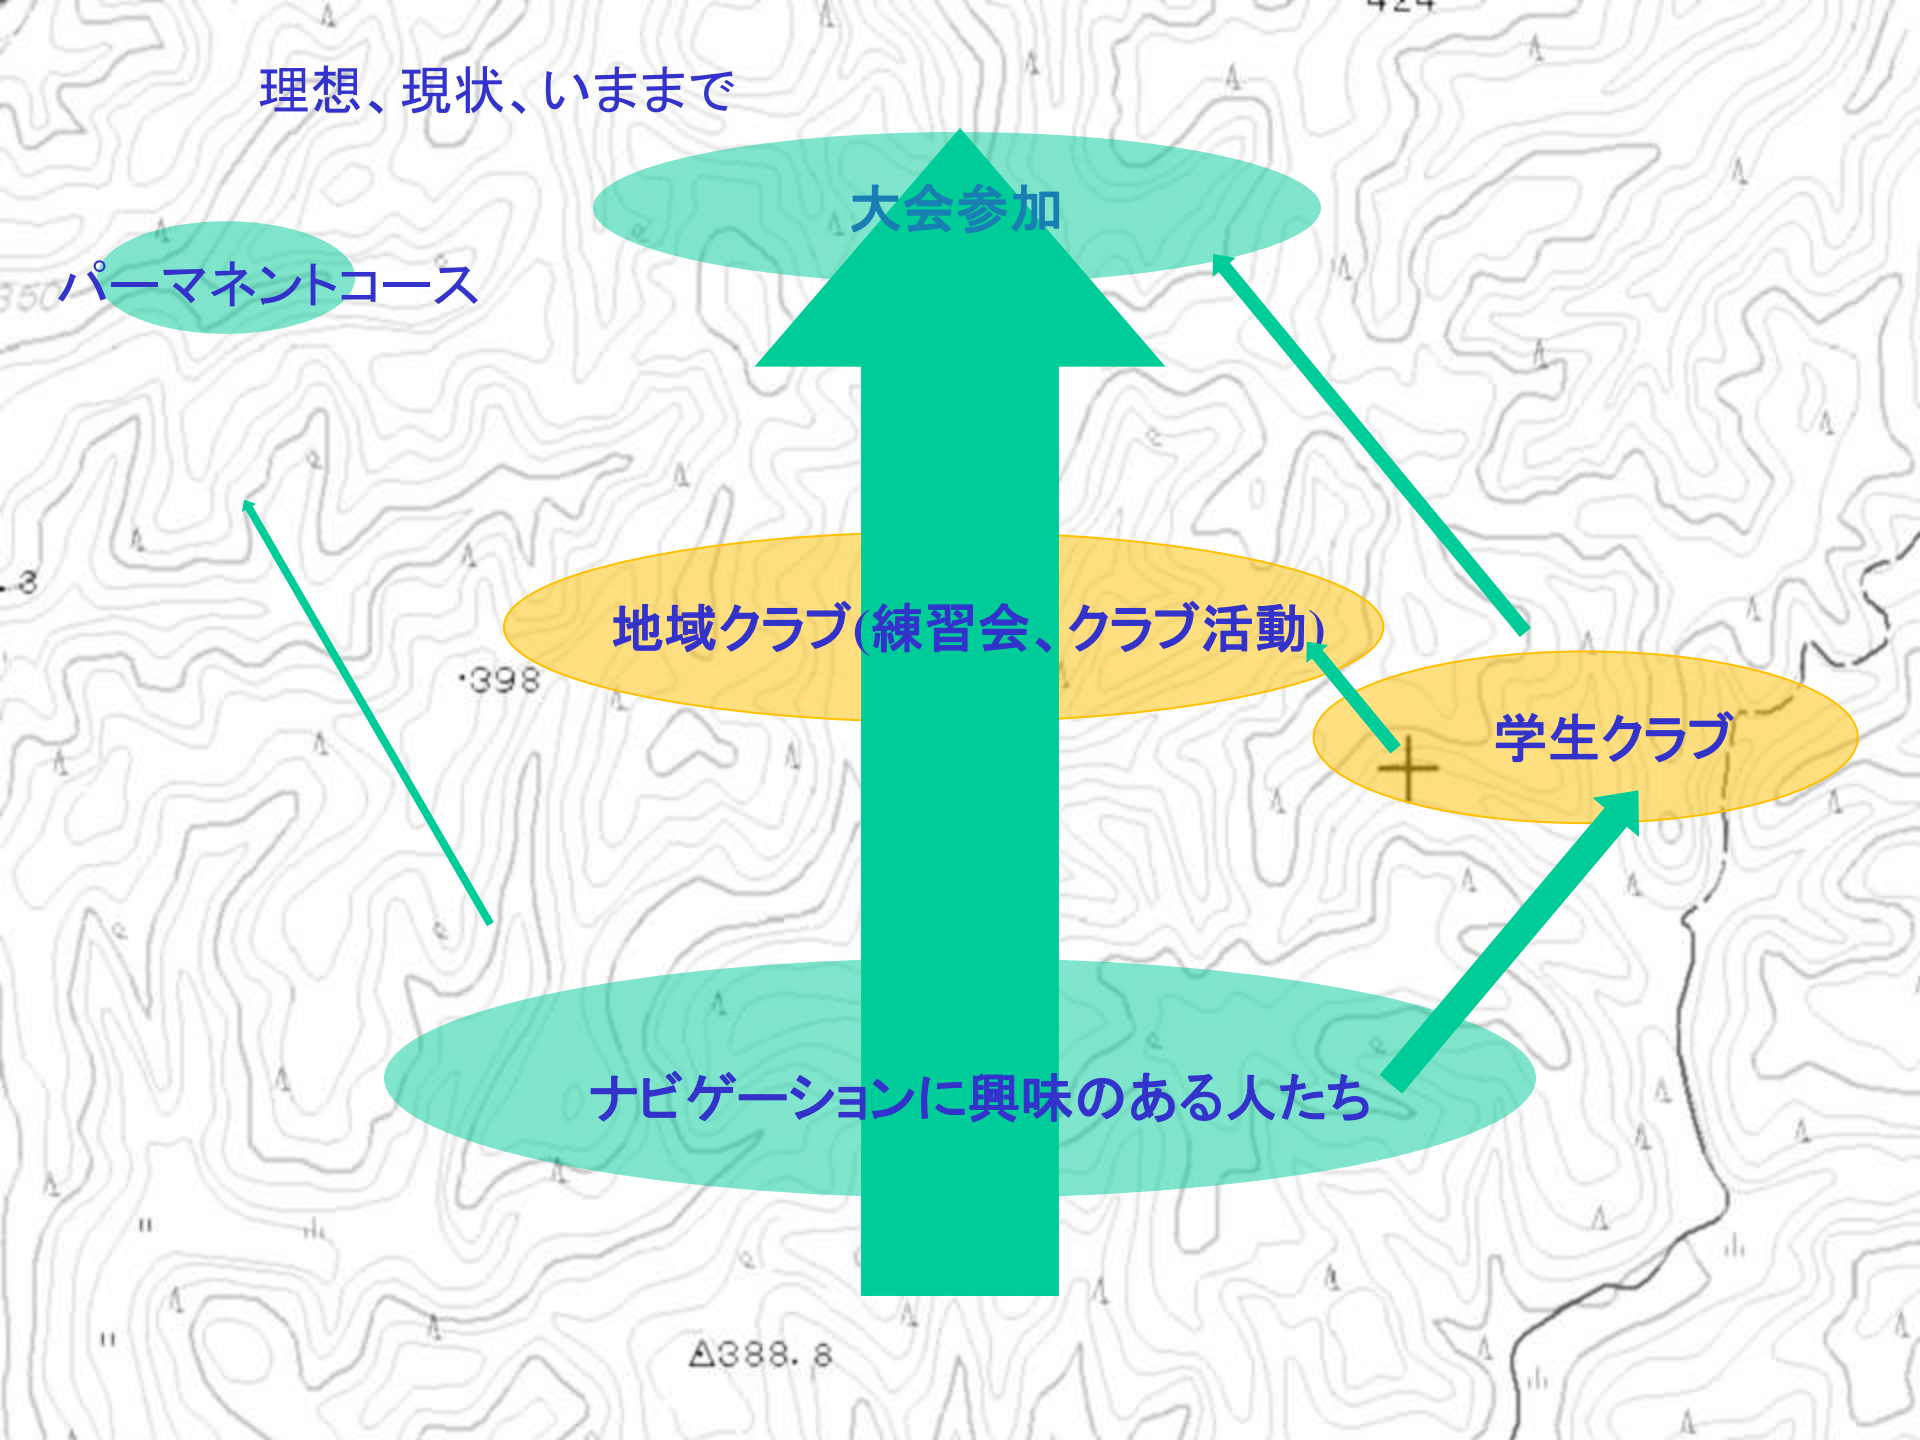 理想、現状、いままで
大会参加
パーマネントコース
350
地域クラブ(練習会、クラブ活動)
.3
・398
学生クラブ
ナビゲーションに興味のある人たち
388.8